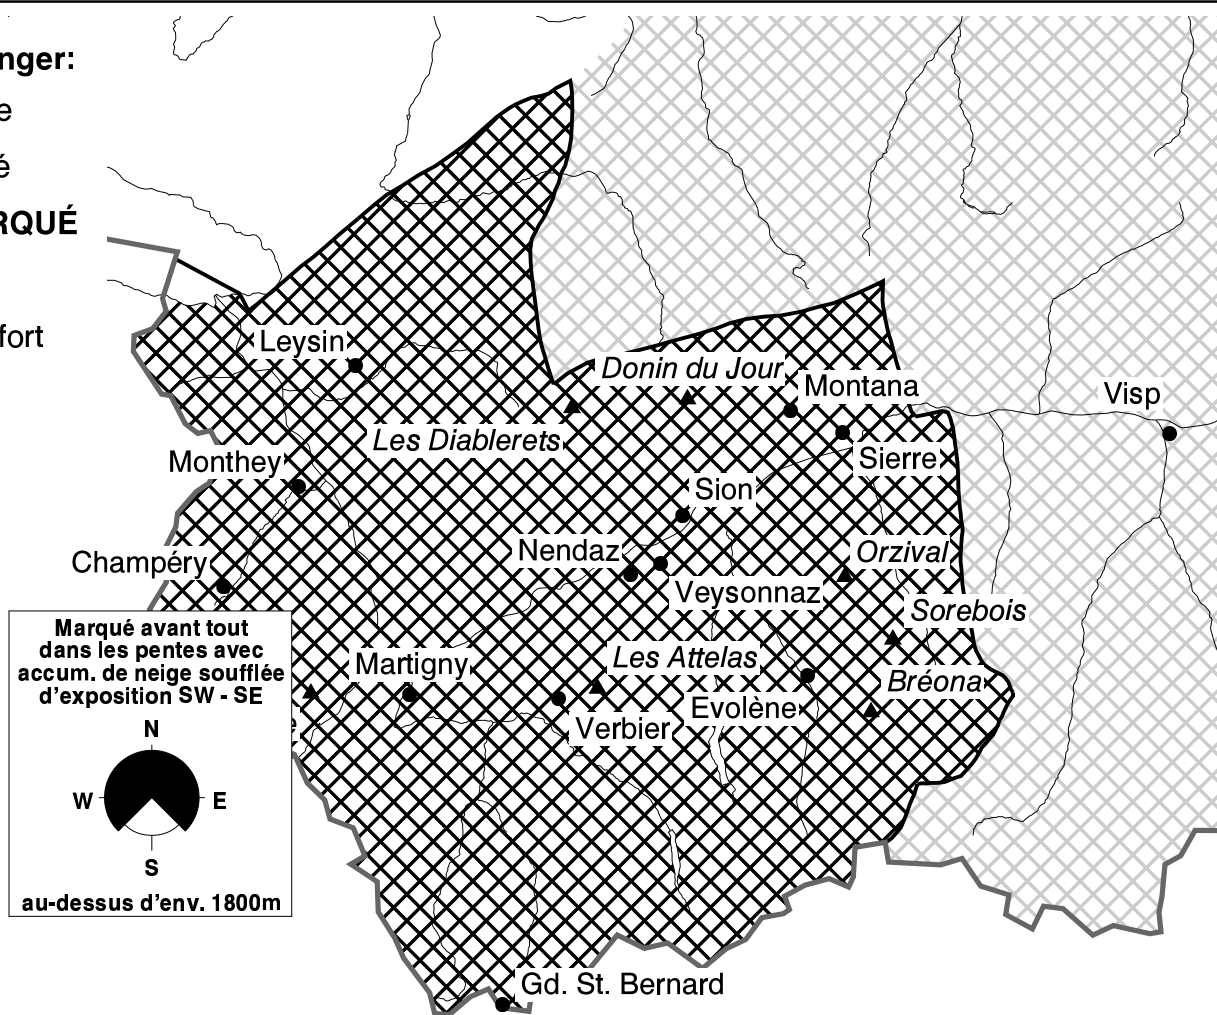 nger:
e
é
RQUÉ
fort
Leysin
Donin du Jour
Montana
Visp
Les Diablerets
Sierre
Monthey
Sion
Nendaz
Orzival
Champéry
Veysonnaz
Sorebois
Marqué avant tout
dans les pentes avec
accum. de neige soufflée
d'exposition SW - SE
Martigny
Les Attelas
Bréona
Evolène
Verbier
N
W
E
S
au-dessus d'env. 1800m
Gd. St. Bernard